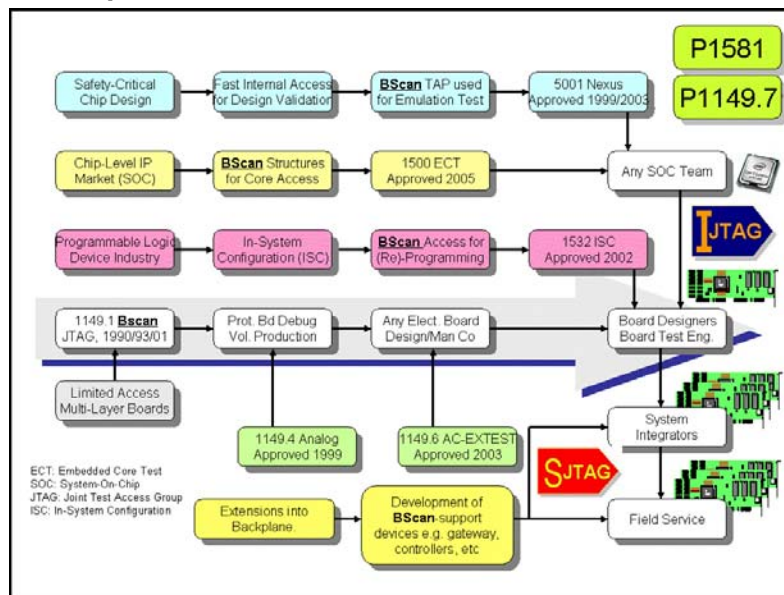 P1581
P1149.7
Safety-Critical
Chip Design
Fast Internal Access
for Design Validation
BScan TAP used
for Emulation Test
5001 Nexus
Approved 1999/2003
Chip-Level IP
Market (SOC)
BScan Structures
for Core Access
1500 ECT
Approved 2005
Any SOC Team
IJTAG
Programmable Logic
Device Industry
In-System
Configuration (ISC)
BScan Access for
(Re)-Programming
1532 ISC
Approved 2002
1149.1 Bscan
JTAG, 1990/93/01
Prot. Bd Debug
Vol. Production
Any Elect. Board
Design/Man Co
Board Designers
Board Test Eng.
Limited Access
Multi-Layer Boards
1149.4 Analog
Approved 1999
1149.6 AC-EXTEST
Approved 2003
System
Integrators
SJTAG
ECT: Embedded Core Test
SOC: System-On-Chip
JTAG: Joint Test Access Group
ISC: In-System Configuration
Extensions into
Backplane.
Development of
BScan-support
devices e.g. gateway,
controllers, etc
Field Service